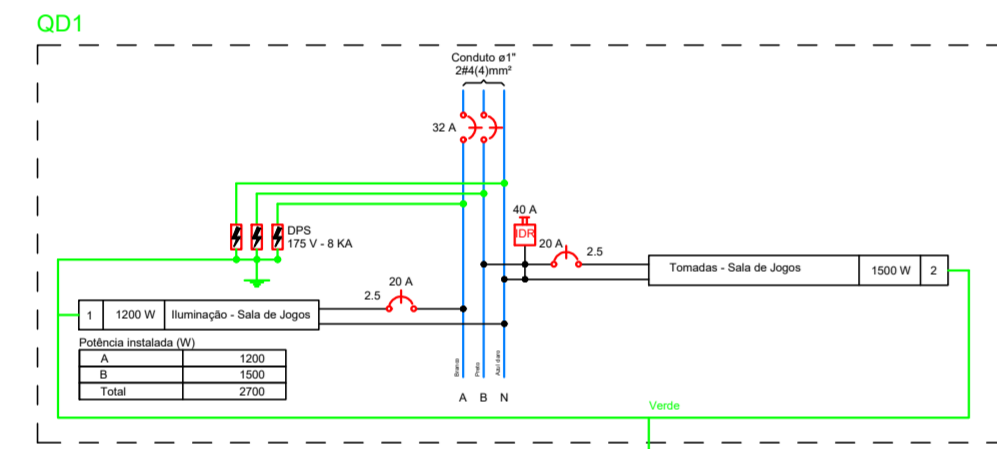 QD1
Conduto ø1"
2#4(4)mm²
32 A
DPS
175 V - 8 KA
40 A
IDR
20 A
2.5
Tomadas - Sala de Jogos 1500 W 2
20 A
2.5
1 1200 W Iluminação - Sala de Jogos
Potência instalada (W)
A 1200
B 1500
Total 2700
Branco
Preto
Azul claro
A B N
Verde